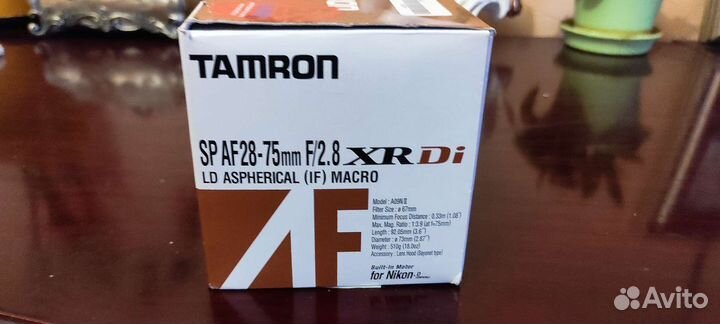 TAMRON
SP AF 28-75mm F/2.8 XR Di
LD ASPHERICAL (IF) MACRO
AF
Model : A09NⅡ
Filter Size : ø 67mm
Minimum Focus Distance : 0.33m (1.08')
Max. Mag. Ratio : 1:3.9 (at f=75mm)
Length : 92.05mm (3.6")
Diameter : ø 73mm (2.87")
Weight : 510g (18.0oz)
Accessory : Lens Hood (Bayonet type)
Built-In Motor
for Nikon-D
Avito